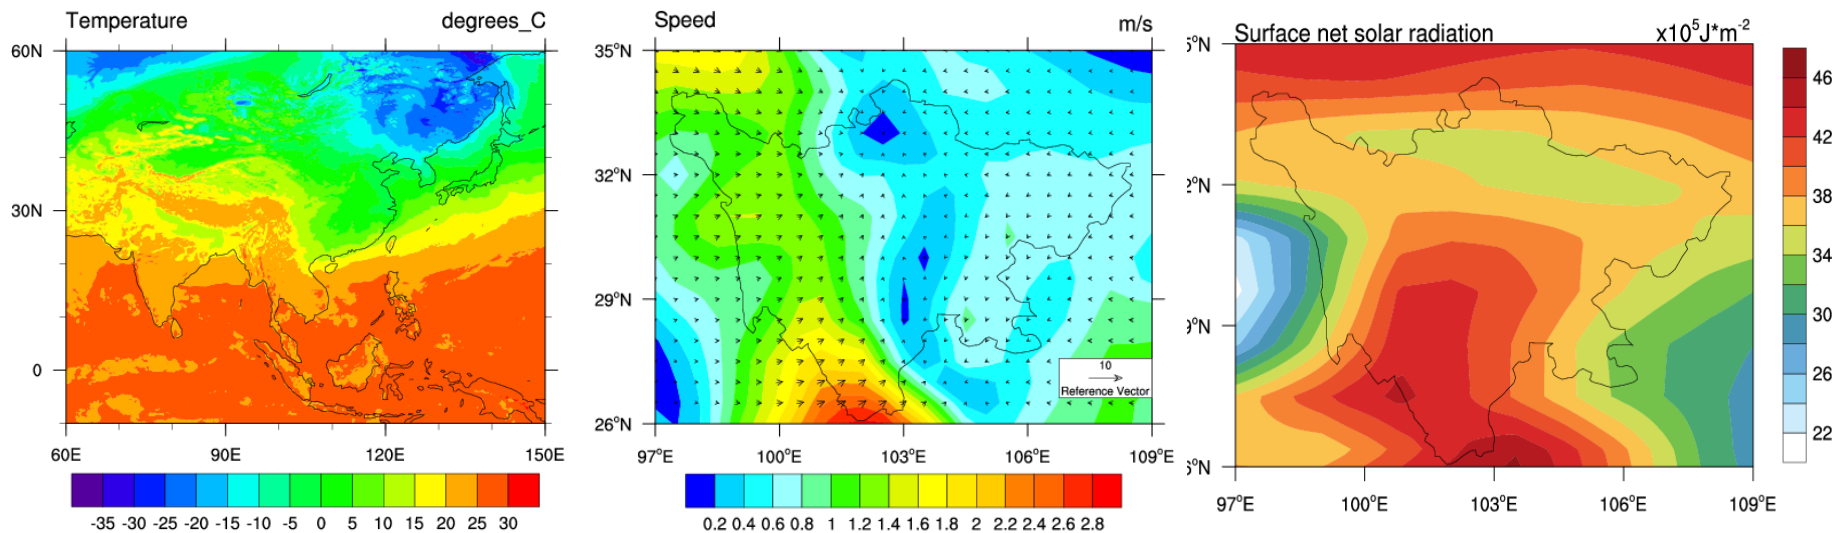 Temperature degrees_C
60N
30N
0
60E 90E 120E 150E
-35 -30 -25 -20 -15 -10 -5 0 5 10 15 20 25 30
Speed m/s
35°N
32°N
29°N
26°N
10
Reference Vector
97°E 100°E 103°E 106°E 109°E
0.2 0.4 0.6 0.8 1 1.2 1.4 1.6 1.8 2 2.2 2.4 2.6 2.8
Surface net solar radiation x10⁵J*m⁻²
5°N
2°N
9°N
6°N
97°E 100°E 103°E 106°E 109°E
46
42
38
34
30
26
22